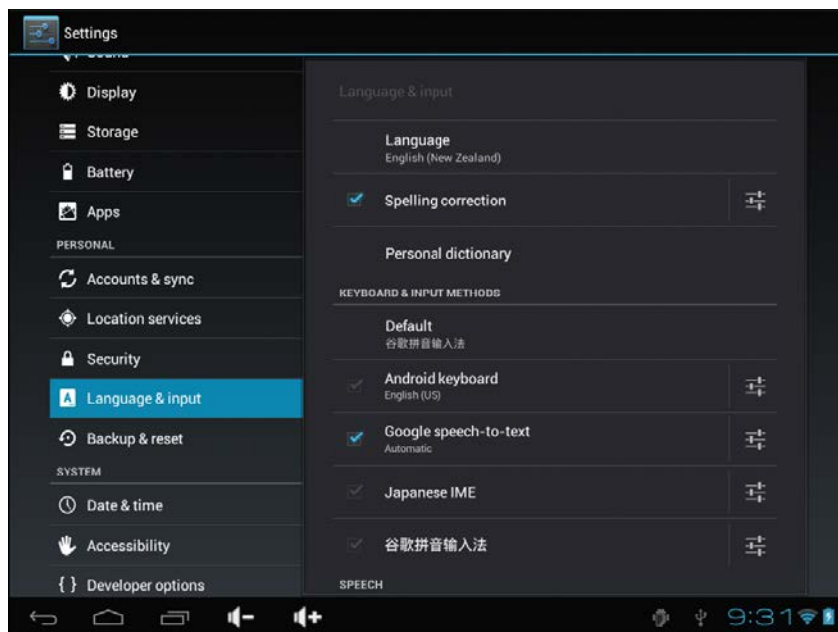 Settings
Sound
Display
Storage
Battery
Apps
PERSONAL
Accounts & sync
Location services
Security
Language & input
Backup & reset
SYSTEM
Date & time
Accessibility
Developer options
Language & input
Language
English (New Zealand)
Spelling correction
Personal dictionary
KEYBOARD & INPUT METHODS
Default
谷歌拼音输入法
Android keyboard
English (US)
Google speech-to-text
Automatic
Japanese IME
谷歌拼音输入法
SPEECH
9:31